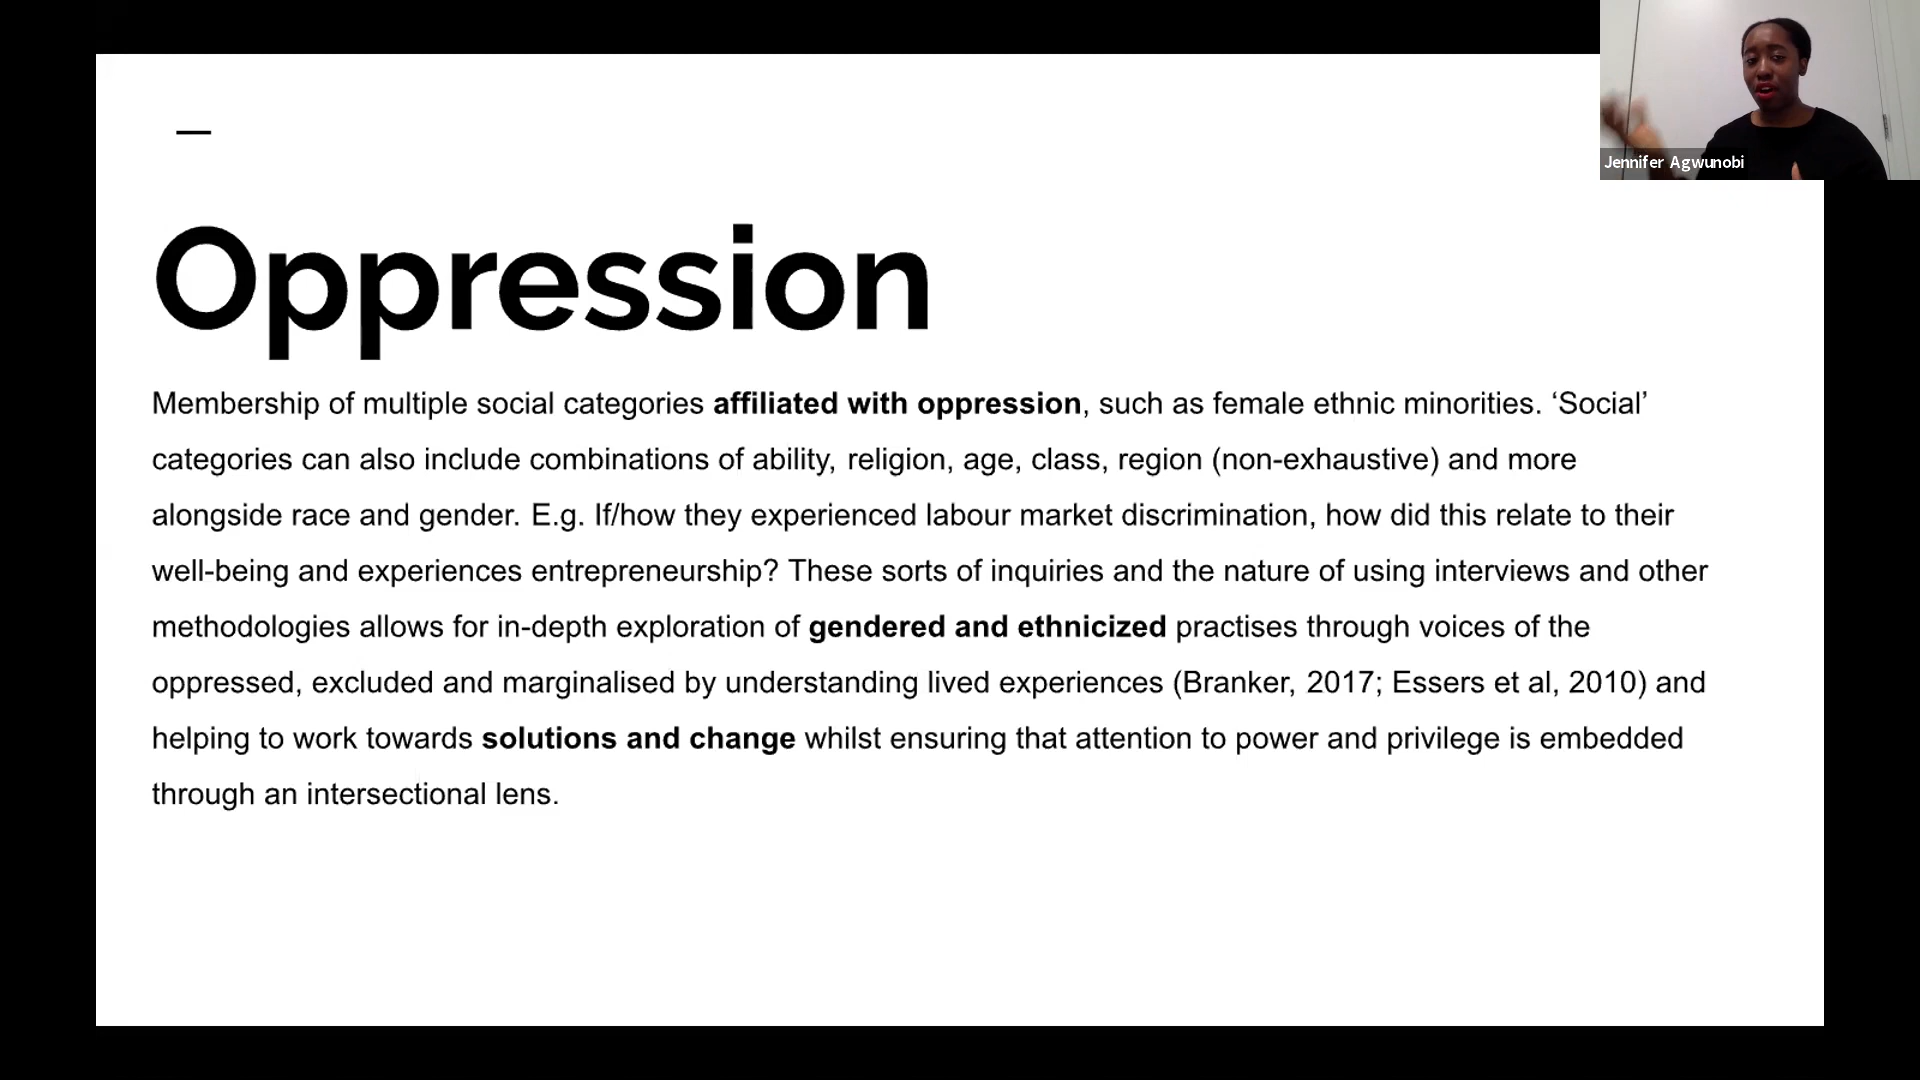 Jennifer Agwunobi
Oppression
Membership of multiple social categories affiliated with oppression, such as female ethnic minorities. ‘Social’
categories can also include combinations of ability, religion, age, class, region (non-exhaustive) and more
alongside race and gender. E.g. If/how they experienced labour market discrimination, how did this relate to their
well-being and experiences entrepreneurship? These sorts of inquiries and the nature of using interviews and other
methodologies allows for in-depth exploration of gendered and ethnicized practises through voices of the
oppressed, excluded and marginalised by understanding lived experiences (Branker, 2017; Essers et al, 2010) and
helping to work towards solutions and change whilst ensuring that attention to power and privilege is embedded
through an intersectional lens.